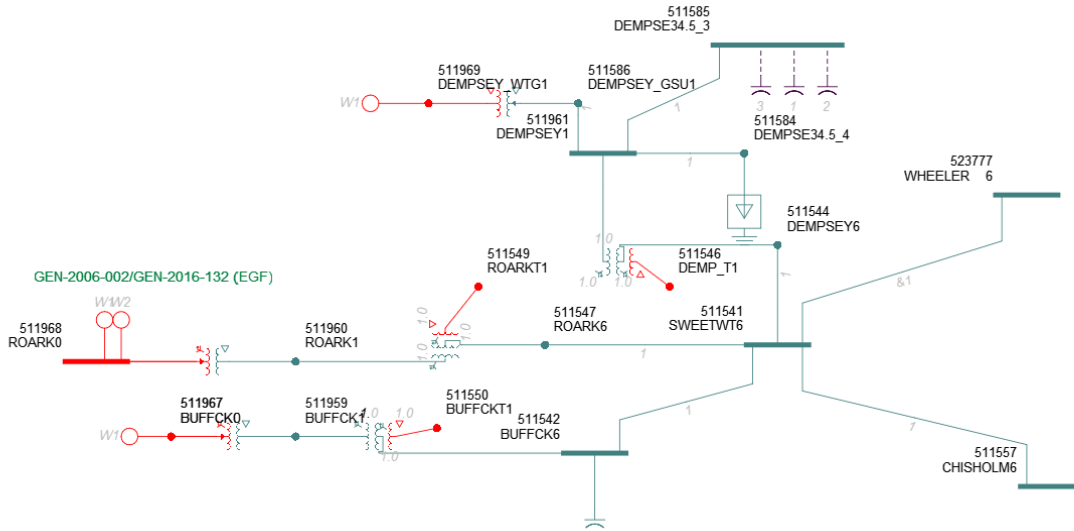 511585
DEMPSE34.5_3
511969
DEMPSEY_WTG1
511586
DEMPSEY_GSU1
W1
1
1
3
1
2
511961
DEMPSEY1
511584
DEMPSE34.5_4
1
523777
WHEELER 6
511544
DEMPSEY6
1.0
511549
ROARKT1
511546
DEMP_T1
1.0
1.0
1
&1
GEN-2006-002/GEN-2016-132 (EGF)
W1
W2
511968
ROARK0
511960
ROARK1
1.0
1.0
1.0
511547
ROARK6
1
511541
SWEETWT6
511967
BUFFCK0
511959
BUFFCK1
511550
BUFFCKT1
1.0
1.0
1.0
W1
511542
BUFFCK6
1
1
511557
CHISHOLM6